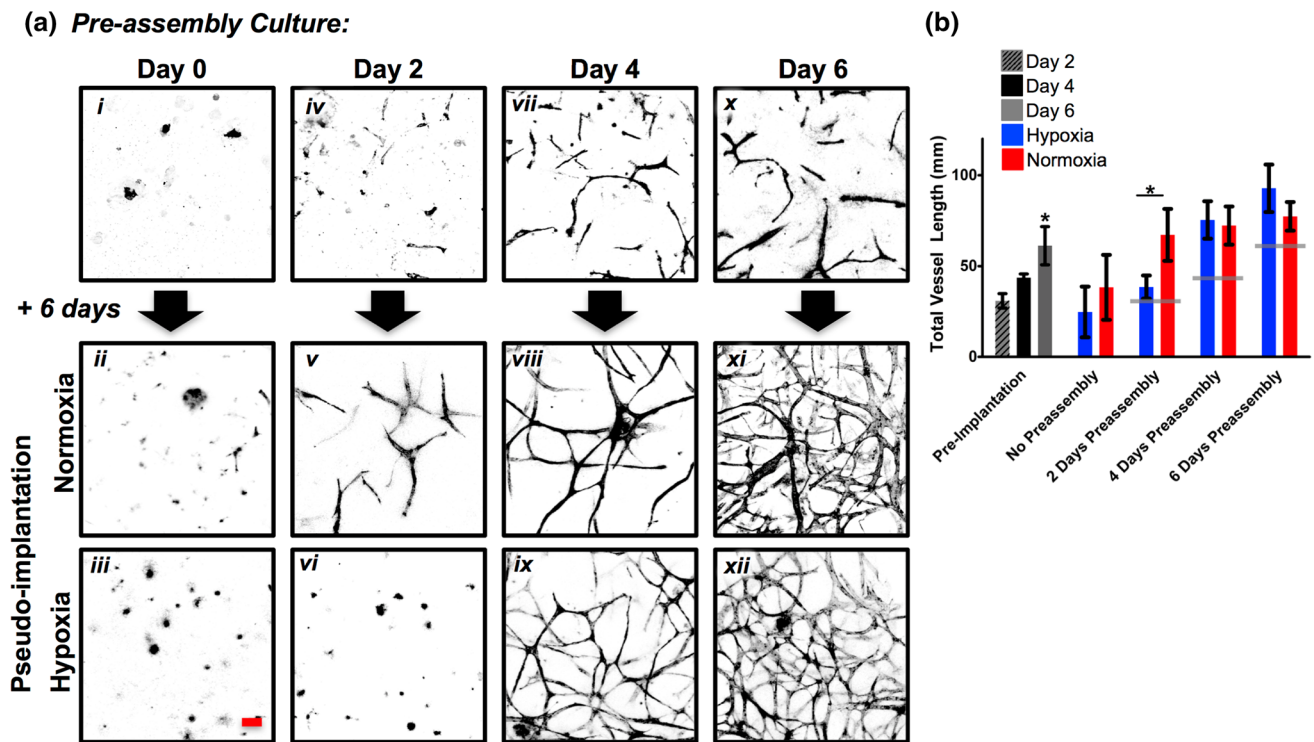 (a) Pre-assembly Culture:
Day 0 Day 2 Day 4 Day 6
i iv vii x
+ 6 days
Pseudo-implantation
Normoxia
ii v viii xi
Hypoxia
iii vi ix xii
(b)
Day 2
Day 4
Day 6
Hypoxia
Normoxia
Total Vessel Length (mm)
100
50
0
*
*
Pre-Implantation
No Preassembly
2 Days Preassembly
4 Days Preassembly
6 Days Preassembly